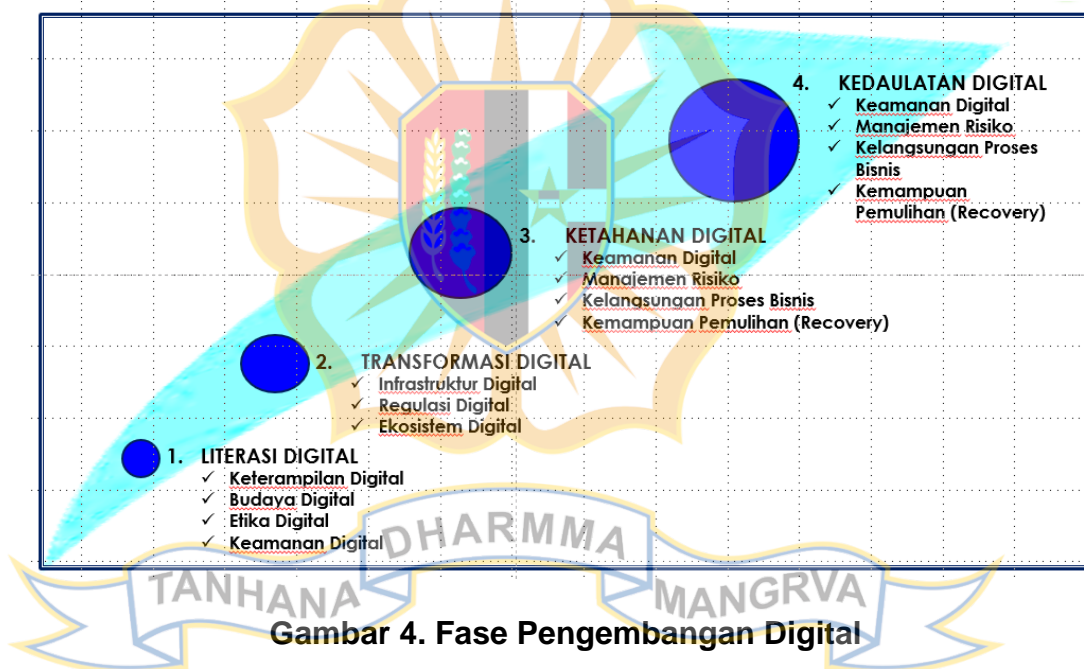 4. KEDAULATAN DIGITAL
✓ Keamanan Digital
✓ Manajemen Risiko
✓ Kelangsungan Proses
Bisnis
✓ Kemampuan
Pemulihan (Recovery)
3. KETAHANAN DIGITAL
✓ Keamanan Digital
✓ Manajemen Risiko
✓ Kelangsungan Proses Bisnis
✓ Kemampuan Pemulihan (Recovery)
2. TRANSFORMASI DIGITAL
✓ Infrastruktur Digital
✓ Regulasi Digital
✓ Ekosistem Digital
1. LITERASI DIGITAL
✓ Keterampilan Digital
✓ Budaya Digital
✓ Etika Digital
✓ Keamanan Digital
TANHANA DHARMMA MANGRVA
Gambar 4. Fase Pengembangan Digital